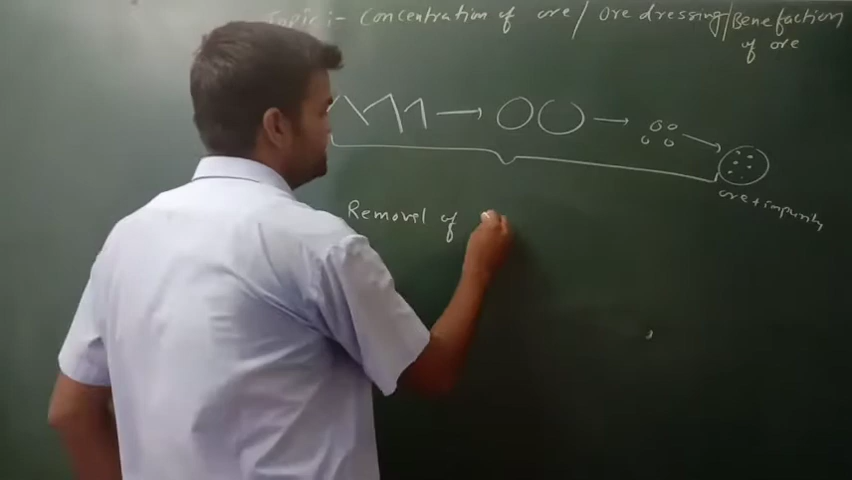 Topic :- Concentration of ore / Ore dressing / Benefaction
of ore
ore + impurity
Removal of